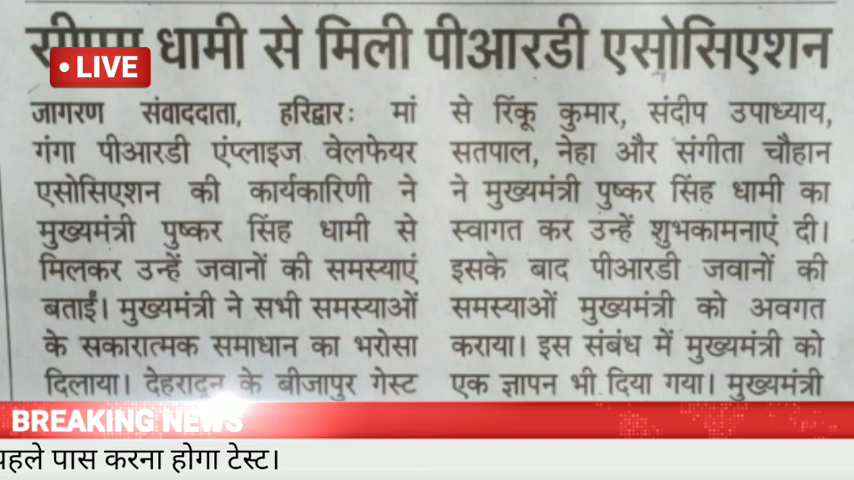 सीएम धामी से मिली पीआरडी एसोसिएशन
LIVE
जागरण संवाददाता, हरिद्वार: मां
गंगा पीआरडी एंप्लाइज वेलफेयर
एसोसिएशन की कार्यकारिणी ने
मुख्यमंत्री पुष्कर सिंह धामी से
मिलकर उन्हें जवानों की समस्याएं
बताईं। मुख्यमंत्री ने सभी समस्याओं
के सकारात्मक समाधान का भरोसा
दिलाया। देहरादून के बीजापुर गेस्ट
से रिंकू कुमार, संदीप उपाध्याय,
सतपाल, नेहा और संगीता चौहान
ने मुख्यमंत्री पुष्कर सिंह धामी का
स्वागत कर उन्हें शुभकामनाएं दी।
इसके बाद पीआरडी जवानों की
समस्याओं मुख्यमंत्री को अवगत
कराया। इस संबंध में मुख्यमंत्री को
एक ज्ञापन भी दिया गया। मुख्यमंत्री
BREAKING NEWS
पहले पास करना होगा टेस्ट।